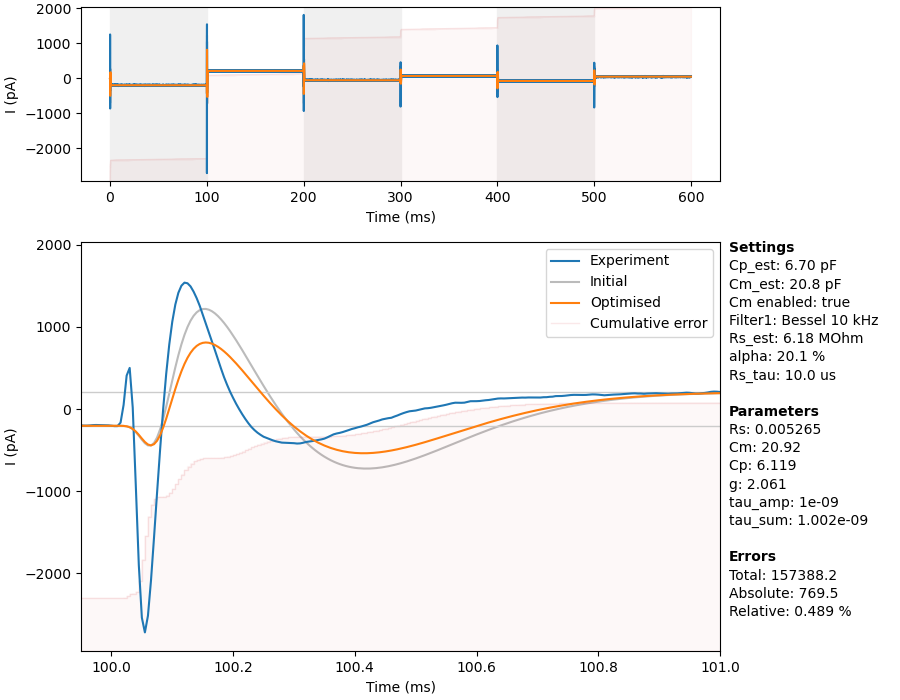 2000
1000
0
−1000
−2000
I (pA)
0
100
200
300
400
500
600
Time (ms)
2000
1000
0
−1000
−2000
I (pA)
100.0
100.2
100.4
100.6
100.8
101.0
Time (ms)
Experiment
Initial
Optimised
Cumulative error
Settings
Cp_est: 6.70 pF
Cm_est: 20.8 pF
Cm enabled: true
Filter1: Bessel 10 kHz
Rs_est: 6.18 MOhm
alpha: 20.1 %
Rs_tau: 10.0 us
Parameters
Rs: 0.005265
Cm: 20.92
Cp: 6.119
g: 2.061
tau_amp: 1e-09
tau_sum: 1.002e-09
Errors
Total: 157388.2
Absolute: 769.5
Relative: 0.489 %